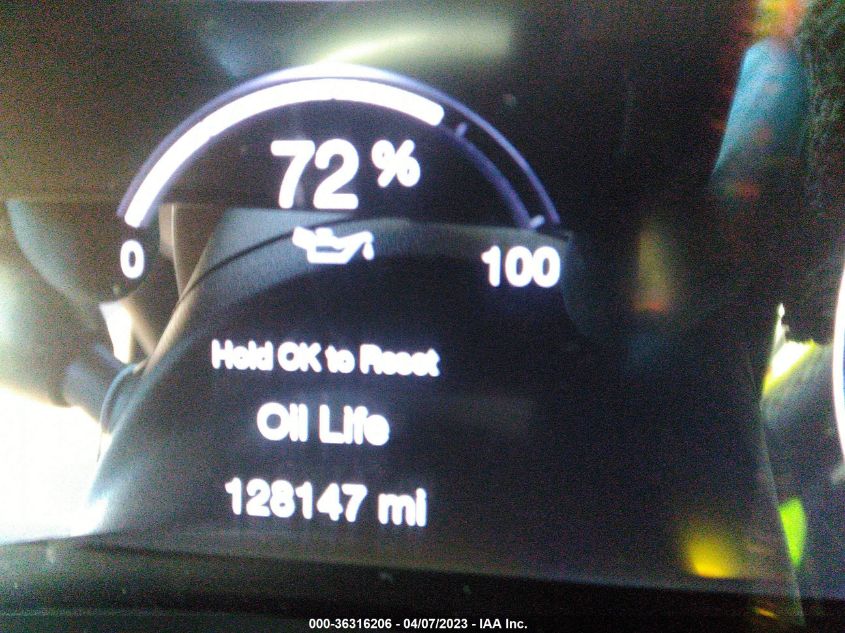 72 %
0 100
Hold OK to Reset
Oil Life
128147 mi
000-36316206 - 04/07/2023 - IAA Inc.